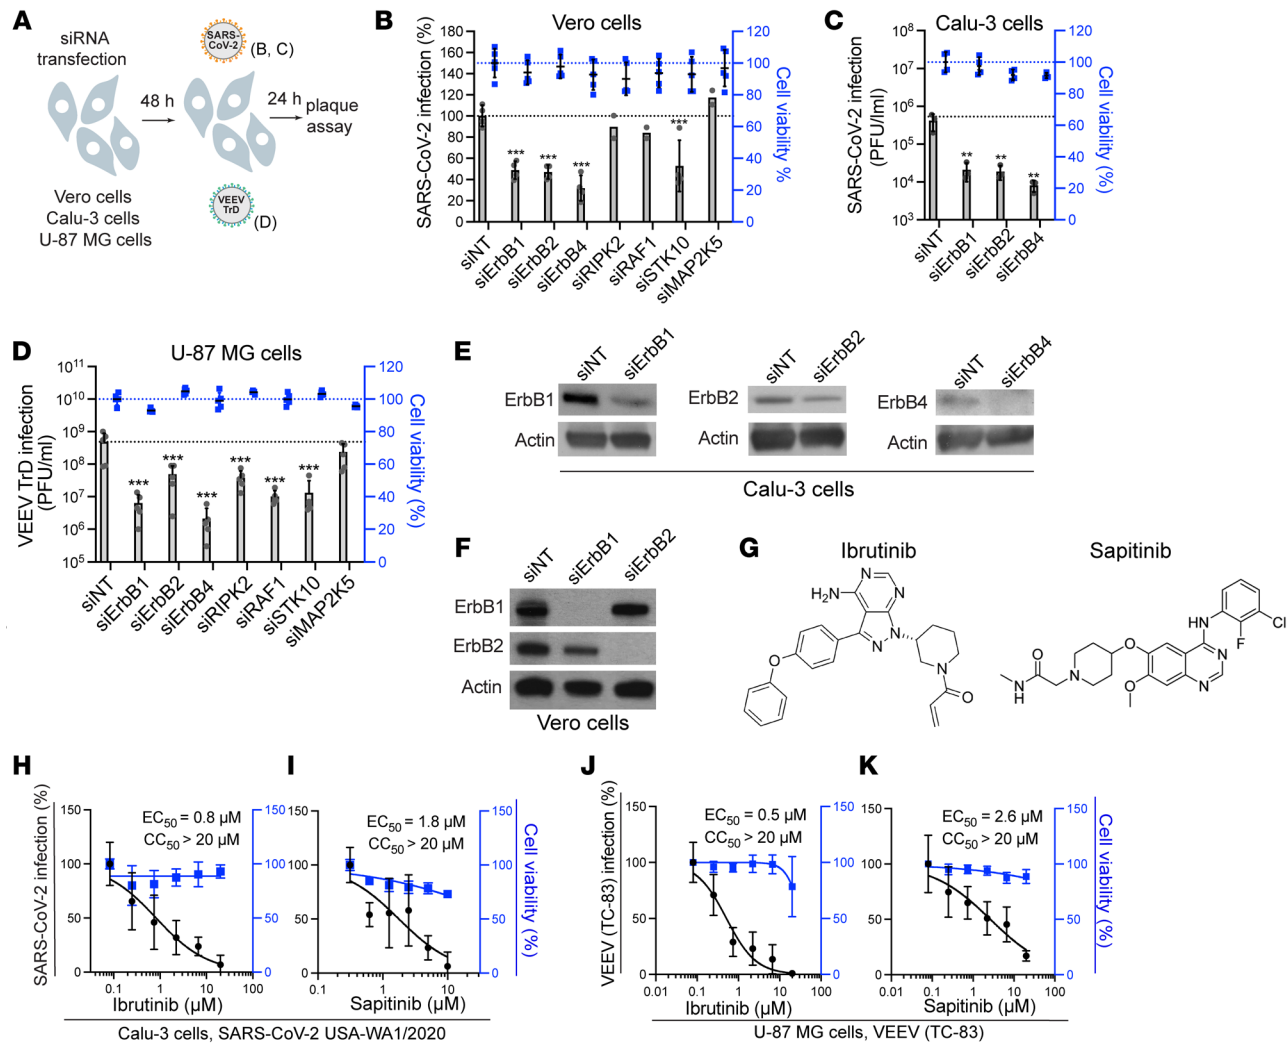 A
siRNA
transfection
SARS-
CoV-2
(B, C)
48 h
24 h
plaque
assay
Vero cells
Calu-3 cells
U-87 MG cells
VEEV
TrD
(D)
B
Vero cells
SARS-CoV-2 infection (%)
180
160
140
120
100
80
60
40
20
0
120
100
80
60
40
20
0
Cell viability %
***
***
***
***
siNT
siErbB1
siErbB2
siErbB4
siRIPK2
siRAF1
siSTK10
siMAP2K5
C
Calu-3 cells
SARS-CoV-2 infection
(PFU/ml)
10⁸
10⁷
10⁶
10⁵
10⁴
10³
120
100
80
60
40
20
0
Cell viability (%)
**
**
**
siNT
siErbB1
siErbB2
siErbB4
D
U-87 MG cells
VEEV TrD infection
(PFU/ml)
10¹¹
10¹⁰
10⁹
10⁸
10⁷
10⁶
10⁵
120
100
80
60
40
20
0
Cell viability (%)
***
***
***
***
***
***
siNT
siErbB1
siErbB2
siErbB4
siRIPK2
siRAF1
siSTK10
siMAP2K5
E
siNT
siErbB1
ErbB1
Actin
siNT
siErbB2
ErbB2
Actin
siNT
siErbB4
ErbB4
Actin
Calu-3 cells
F
siNT
siErbB1
siErbB2
ErbB1
ErbB2
Actin
Vero cells
G
Ibrutinib
H₂N
N
N
N
N
N
O
O
Sapitinib
HN
Cl
F
N
N
O
O
N
O
N
H
H
SARS-CoV-2 infection (%)
150
100
50
0
EC₅₀ = 0.8 µM
CC₅₀ > 20 µM
150
100
50
0
0.1
1
10
100
Ibrutinib (µM)
I
150
100
50
0
EC₅₀ = 1.8 µM
CC₅₀ > 20 µM
150
100
50
0
Cell viability (%)
0.1
1
10
Sapitinib (µM)
Calu-3 cells, SARS-CoV-2 USA-WA1/2020
J
VEEV (TC-83) infection (%)
150
100
50
0
EC₅₀ = 0.5 µM
CC₅₀ > 20 µM
150
100
50
0
0.01
0.1
1
10
100
Ibrutinib (µM)
K
150
100
50
0
EC₅₀ = 2.6 µM
CC₅₀ > 20 µM
150
100
50
0
Cell viability (%)
0.01
0.1
1
10
100
Sapitinib (µM)
U-87 MG cells, VEEV (TC-83)